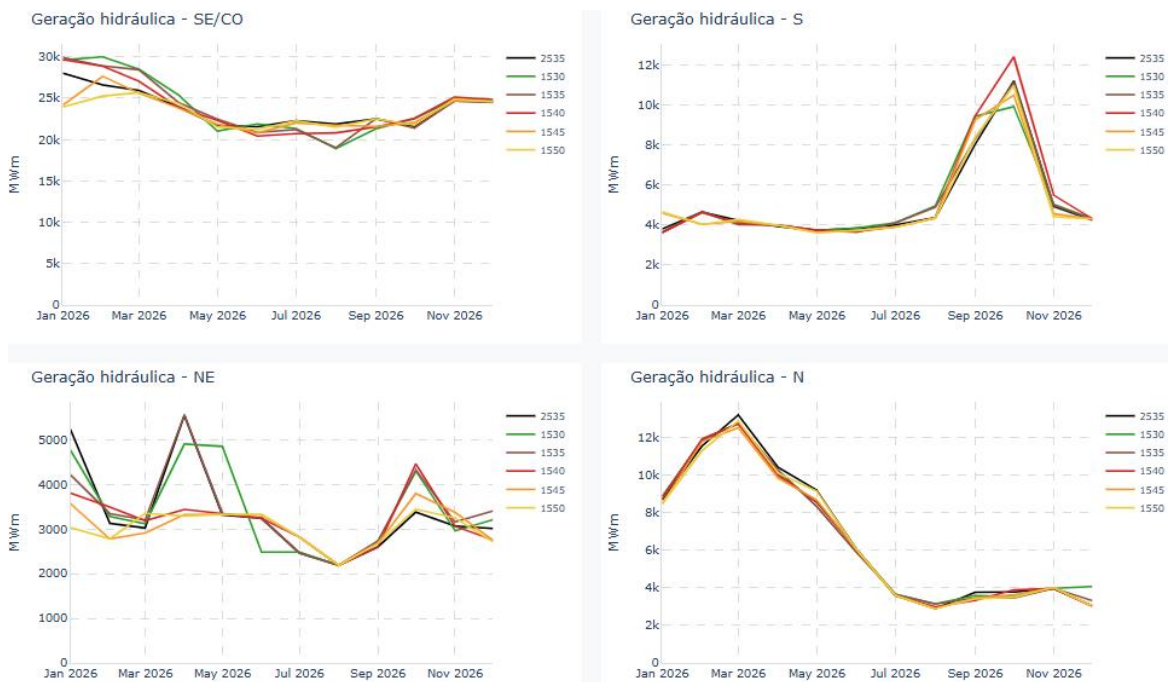 Geração hidráulica - SE/CO
30k
25k
20k
15k
10k
5k
0
MWm
Jan 2026 Mar 2026 May 2026 Jul 2026 Sep 2026 Nov 2026
2535
1530
1535
1540
1545
1550
Geração hidráulica - S
12k
10k
8k
6k
4k
2k
0
MWm
Jan 2026 Mar 2026 May 2026 Jul 2026 Sep 2026 Nov 2026
2535
1530
1535
1540
1545
1550
Geração hidráulica - NE
5000
4000
3000
2000
1000
0
MWm
Jan 2026 Mar 2026 May 2026 Jul 2026 Sep 2026 Nov 2026
2535
1530
1535
1540
1545
1550
Geração hidráulica - N
12k
10k
8k
6k
4k
2k
0
MWm
Jan 2026 Mar 2026 May 2026 Jul 2026 Sep 2026 Nov 2026
2535
1530
1535
1540
1545
1550